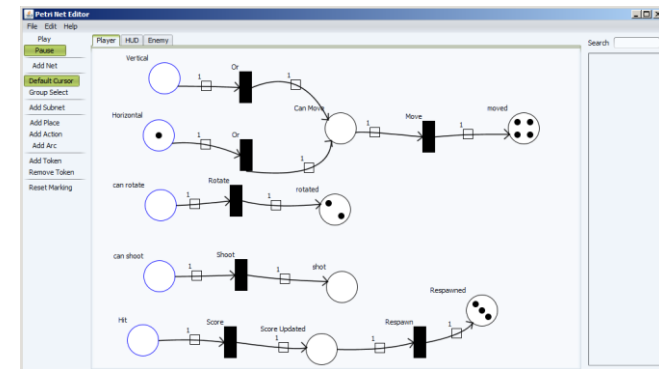 Petri Net Editor
File Edit Help
Play
Pause
Add Net
Default Cursor
Group Select
Add Subnet
Add Place
Add Action
Add Arc
Add Token
Remove Token
Reset Marking
Player HUD Enemy
Search
Vertical
1
Or
1
Horizontal
1
Or
1
Can Move
1
Move
1
moved
can rotate
1
Rotate
1
rotated
can shoot
1
Shoot
1
shot
Hit
1
Score
1
Score Updated
1
Respawn
1
Respawned